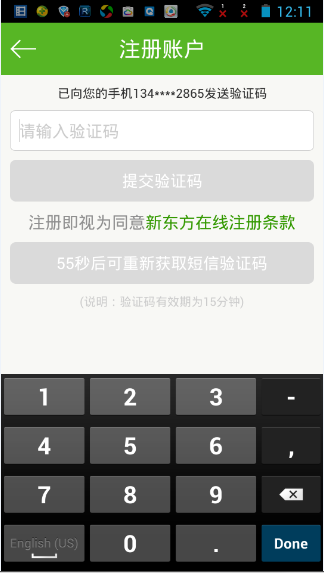 12:11
注册账户
已向您的手机134****2865发送验证码
请输入验证码
提交验证码
注册即视为同意新东方在线注册条款
55秒后可重新获取短信验证码
(说明：验证码有效期为15分钟)
1 2 3 -
4 5 6 ,
7 8 9
English (US) 0 . Done